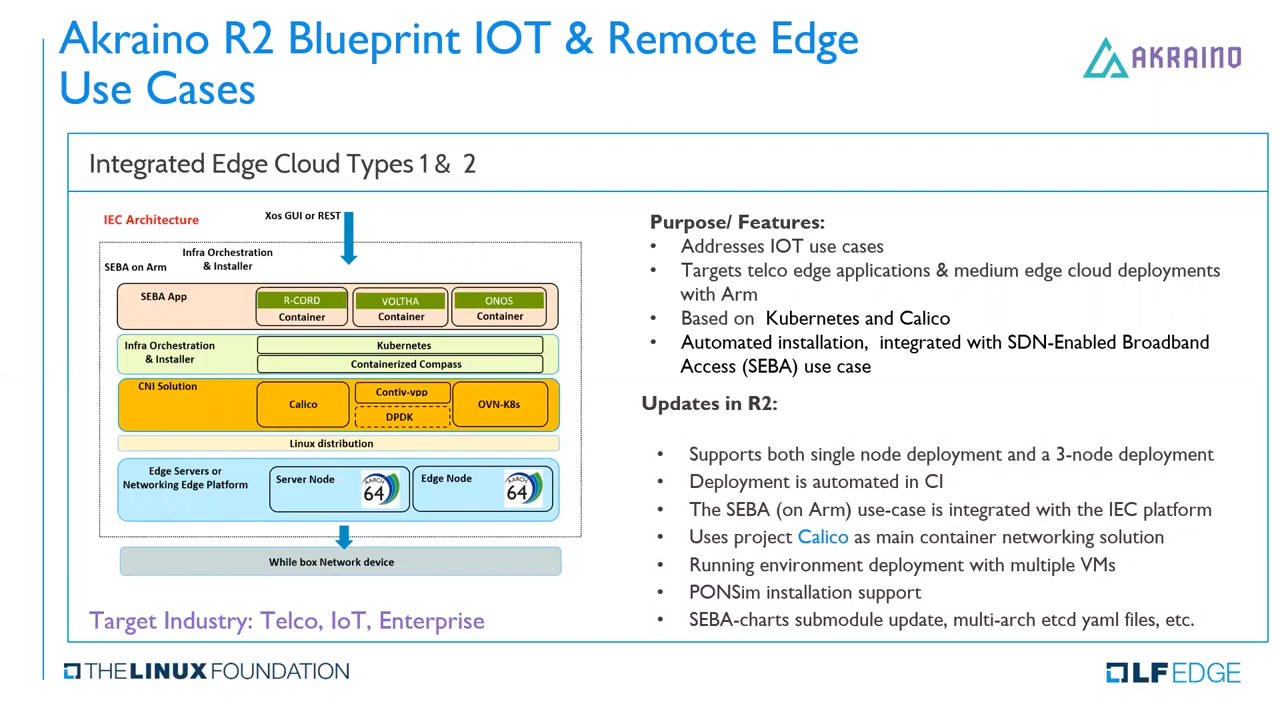 Akraino R2 Blueprint IOT & Remote Edge
Use Cases
AKRAINO
Integrated Edge Cloud Types 1 & 2
IEC Architecture
Xos GUI or REST
Infra Orchestration
& Installer
SEBA on Arm
SEBA App
R-CORD
Container
VOLTHA
Container
ONOS
Container
Infra Orchestration
& Installer
Kubernetes
Containerized Compass
CNI Solution
Calico
Contiv-vpp
DPDK
OVN-K8s
Linux distribution
Edge Servers or
Networking Edge Platform
Server Node
AARCH
64
Edge Node
AARCH
64
While box Network device
Target Industry: Telco, IoT, Enterprise
Purpose/ Features:
• Addresses IOT use cases
• Targets telco edge applications & medium edge cloud deployments
with Arm
• Based on Kubernetes and Calico
• Automated installation, integrated with SDN-Enabled Broadband
Access (SEBA) use case
Updates in R2:
• Supports both single node deployment and a 3-node deployment
• Deployment is automated in CI
• The SEBA (on Arm) use-case is integrated with the IEC platform
• Uses project Calico as main container networking solution
• Running environment deployment with multiple VMs
• PONSim installation support
• SEBA-charts submodule update, multi-arch etcd yaml files, etc.
THE LINUX FOUNDATION
LF EDGE